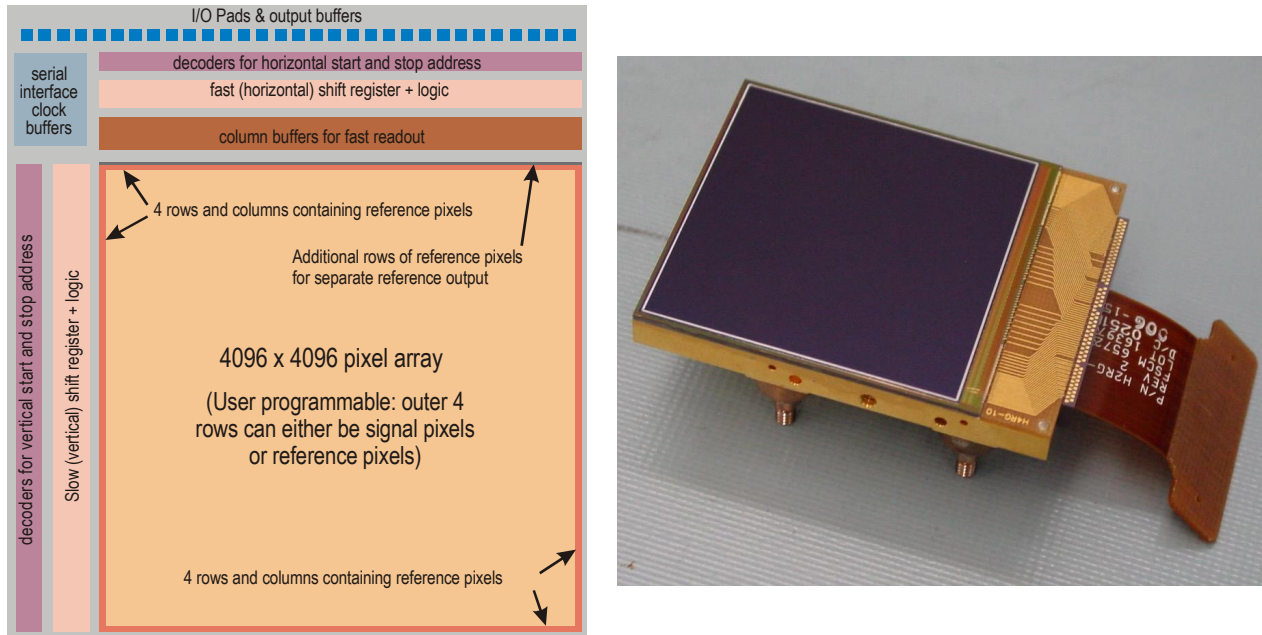 I/O Pads & output buffers
serial
interface
clock
buffers
decoders for horizontal start and stop address
fast (horizontal) shift register + logic
column buffers for fast readout
decoders for vertical start and stop address
Slow (vertical) shift register + logic
4 rows and columns containing reference pixels
Additional rows of reference pixels
for separate reference output
4096 x 4096 pixel array
(User programmable: outer 4
rows can either be signal pixels
or reference pixels)
4 rows and columns containing reference pixels
H4RG-10
P/N H2RG-
REV 2